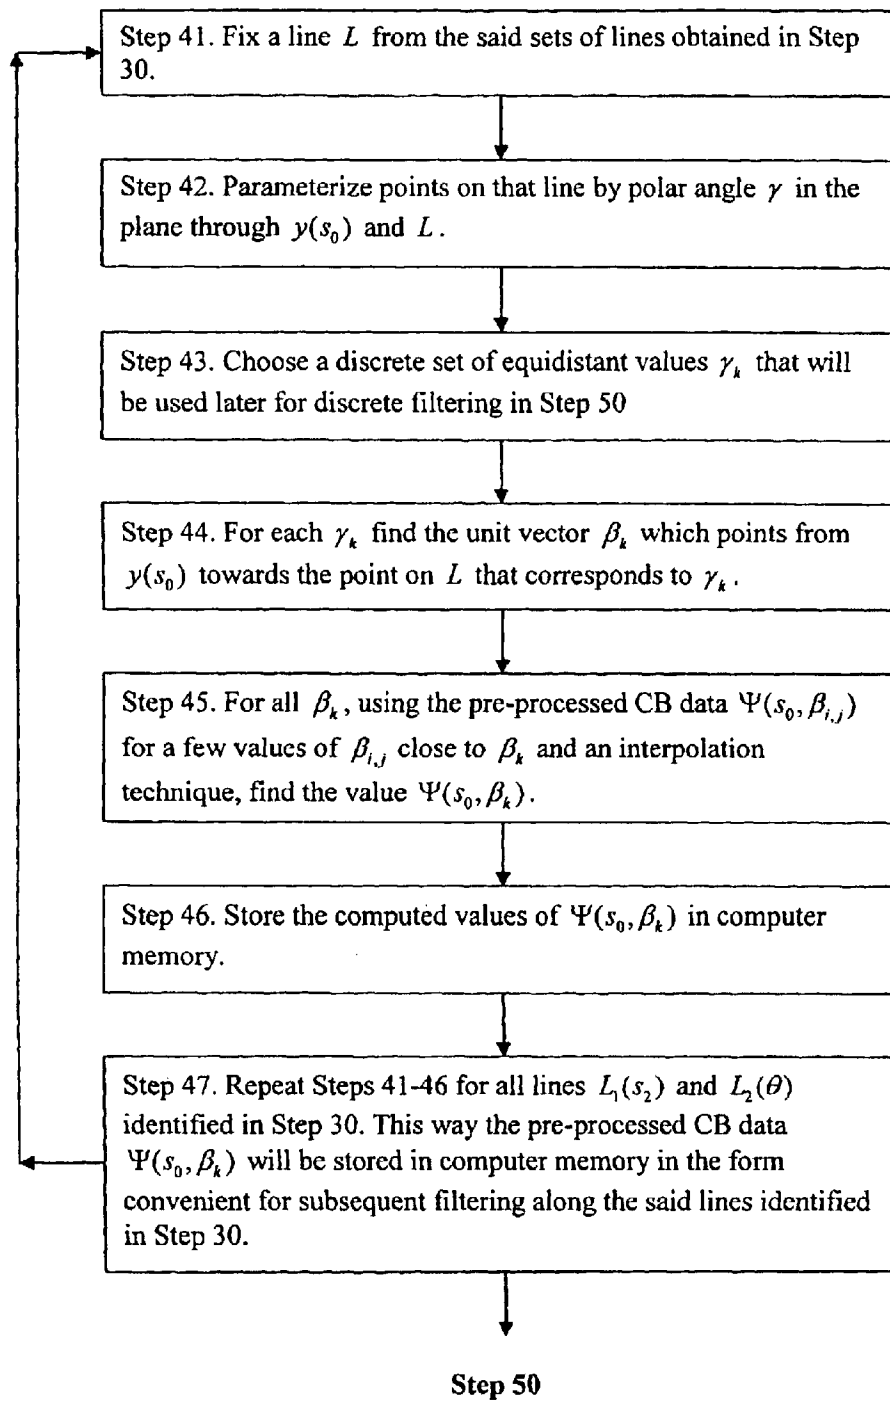 Step 41. Fix a line L from the said sets of lines obtained in Step
30.
Step 42. Parameterize points on that line by polar angle γ in the
plane through y(s₀) and L.
Step 43. Choose a discrete set of equidistant values γₖ that will
be used later for discrete filtering in Step 50
Step 44. For each γₖ find the unit vector βₖ which points from
y(s₀) towards the point on L that corresponds to γₖ.
Step 45. For all βₖ, using the pre-processed CB data Ψ(s₀, βᵢ,ⱼ)
for a few values of βᵢ,ⱼ close to βₖ and an interpolation
technique, find the value Ψ(s₀, βₖ).
Step 46. Store the computed values of Ψ(s₀, βₖ) in computer
memory.
Step 47. Repeat Steps 41-46 for all lines L₁(s₂) and L₂(θ)
identified in Step 30. This way the pre-processed CB data
Ψ(s₀, βₖ) will be stored in computer memory in the form
convenient for subsequent filtering along the said lines identified
in Step 30.
Step 50